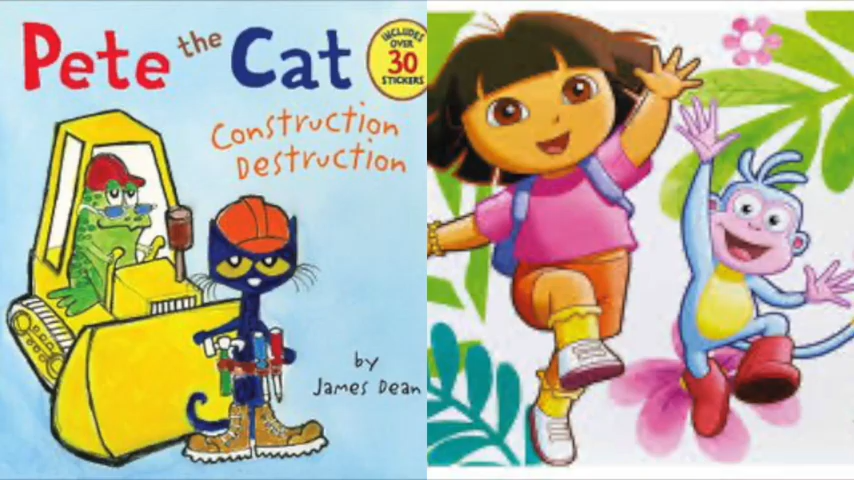 Pete the Cat
INCLUDES
OVER
30
STICKERS
Construction
Destruction
by
James Dean